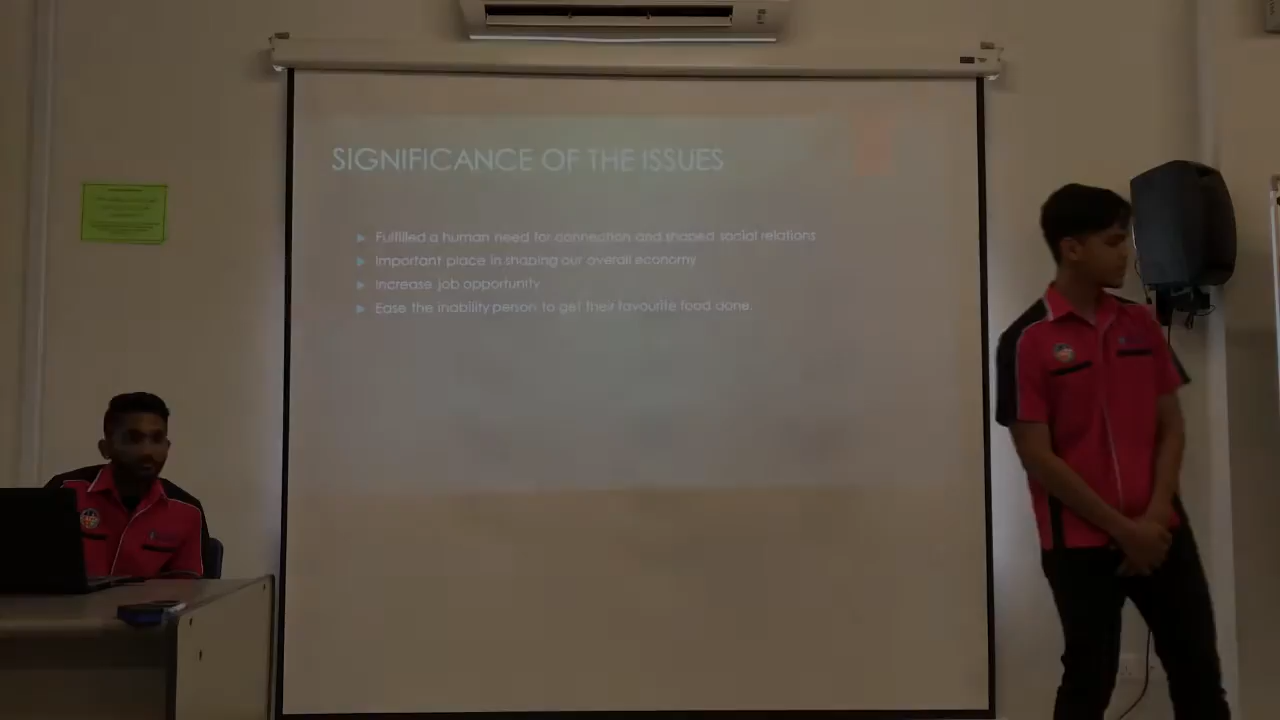 SIGNIFICANCE OF THE ISSUES
Fulfilled a human need for connection and shaped social relations
Important place in shaping our overall economy
Increase job opportunity
Ease the inability person to get their favourite food done.